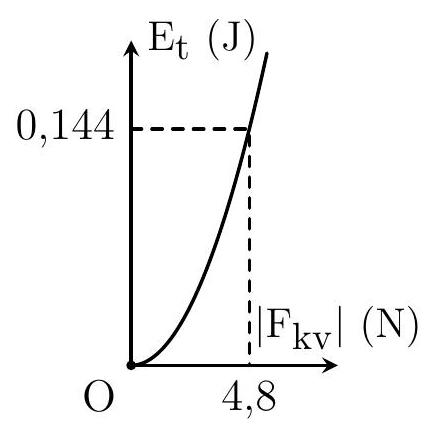 E_t (J)
0,144
|F_kv| (N)
O
4,8